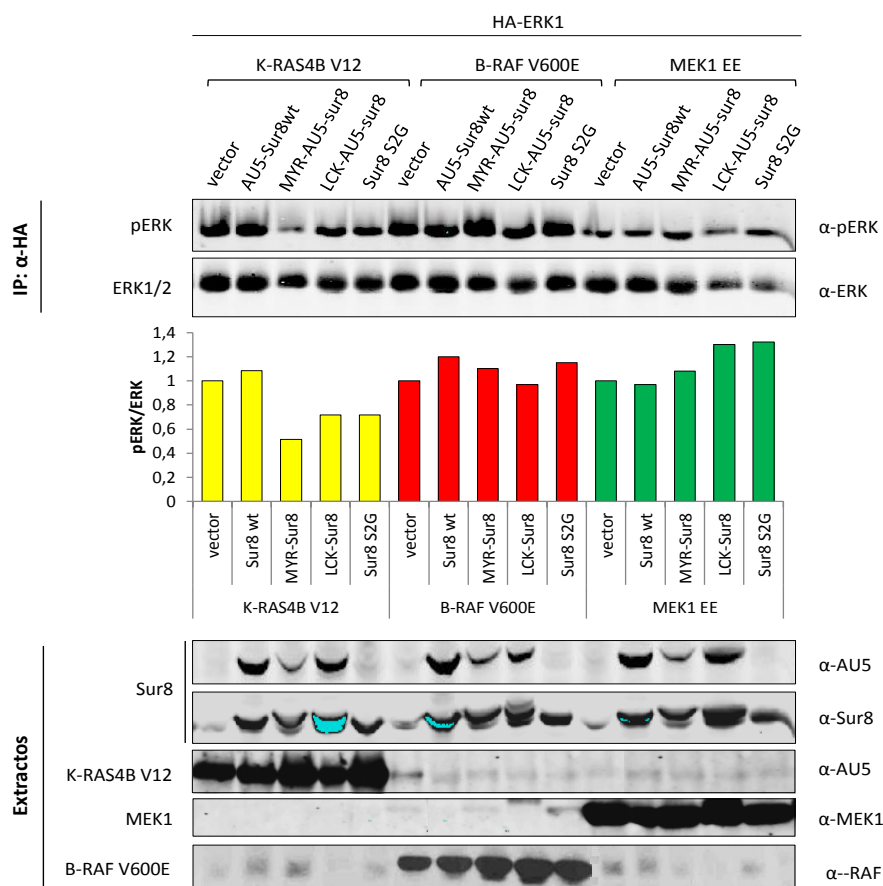 HA-ERK1
K-RAS4B V12 B-RAF V600E MEK1 EE
vector AU5-Sur8wt MYR-AU5-sur8 LCK-AU5-sur8 Sur8 S2G vector AU5-Sur8wt MYR-AU5-sur8 LCK-AU5-sur8 Sur8 S2G vector AU5-Sur8wt MYR-AU5-sur8 LCK-AU5-sur8 Sur8 S2G
IP: α-HA
pERK α-pERK
ERK1/2 α-ERK
pERK/ERK
1,4
1,2
1
0,8
0,6
0,4
0,2
0
vector Sur8 wt MYR-Sur8 LCK-Sur8 Sur8 S2G vector Sur8 wt MYR-Sur8 LCK-Sur8 Sur8 S2G vector Sur8 wt MYR-Sur8 LCK-Sur8 Sur8 S2G
K-RAS4B V12 B-RAF V600E MEK1 EE
Extractos
Sur8
α-AU5
α-Sur8
K-RAS4B V12 α-AU5
MEK1 α-MEK1
B-RAF V600E α--RAF